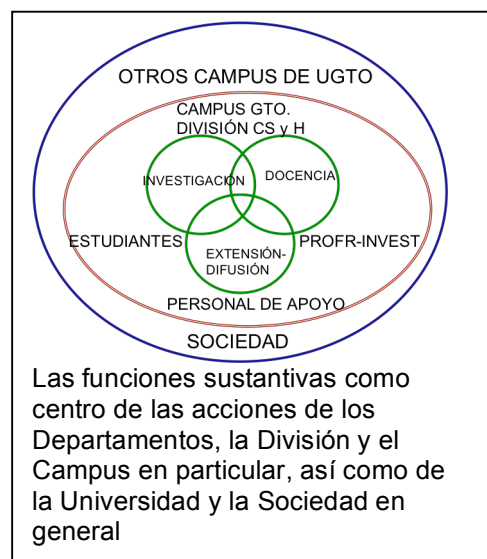 OTROS CAMPUS DE UGTO
CAMPUS GTO.
DIVISIÓN CS y H
INVESTIGACIÓN
DOCENCIA
ESTUDIANTES
PROFR-INVEST
EXTENSIÓN-
DIFUSIÓN
PERSONAL DE APOYO
SOCIEDAD
Las funciones sustantivas como
centro de las acciones de los
Departamentos, la División y el
Campus en particular, así como de
la Universidad y la Sociedad en
general